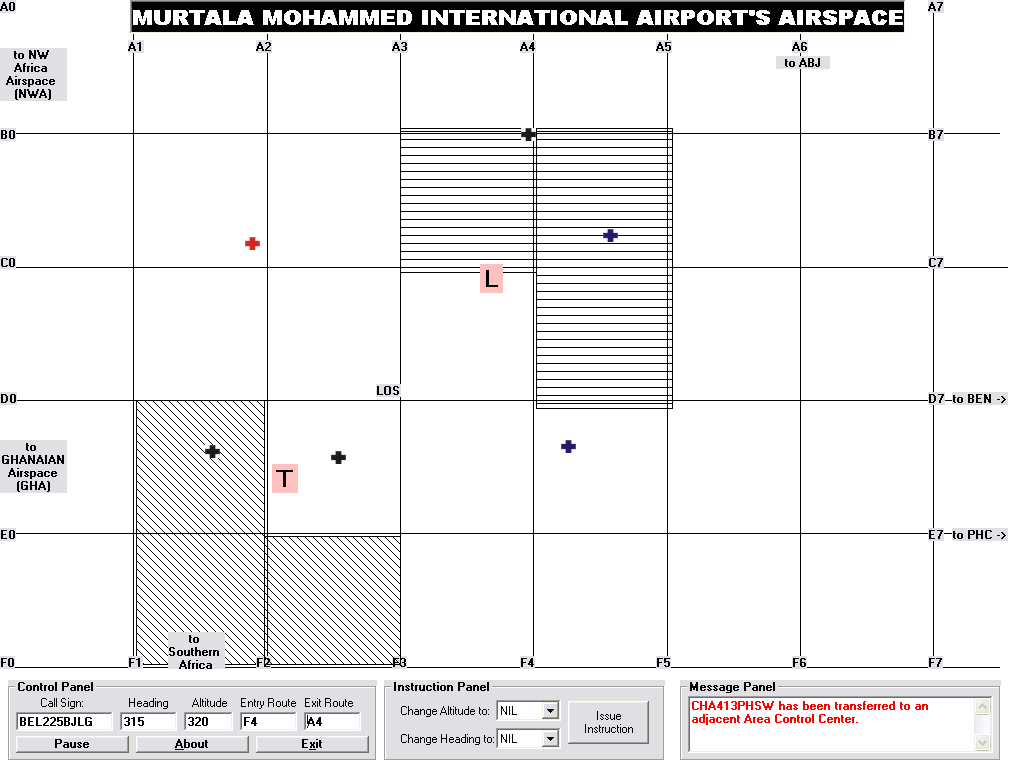 A0
MURTALA MOHAMMED INTERNATIONAL AIRPORT'S AIRSPACE
A7
A1 A2 A3 A4 A5 A6
to NW
Africa
Airspace
(NWA)
to ABJ
B0 B7
C0 C7
L
LOS
D0 D7 to BEN ->
to
GHANAIAN
Airspace
(GHA)
T
E0 E7 to PHC ->
to
Southern
Africa
F0 F1 F2 F3 F4 F5 F6 F7
Control Panel
Call Sign: Heading Altitude Entry Route Exit Route
BEL225BJLG 315 320 F4 A4
Pause About Exit
Instruction Panel
Change Altitude to: NIL
Change Heading to: NIL
Issue
Instruction
Message Panel
CHA413PHSW has been transferred to an
adjacent Area Control Center.